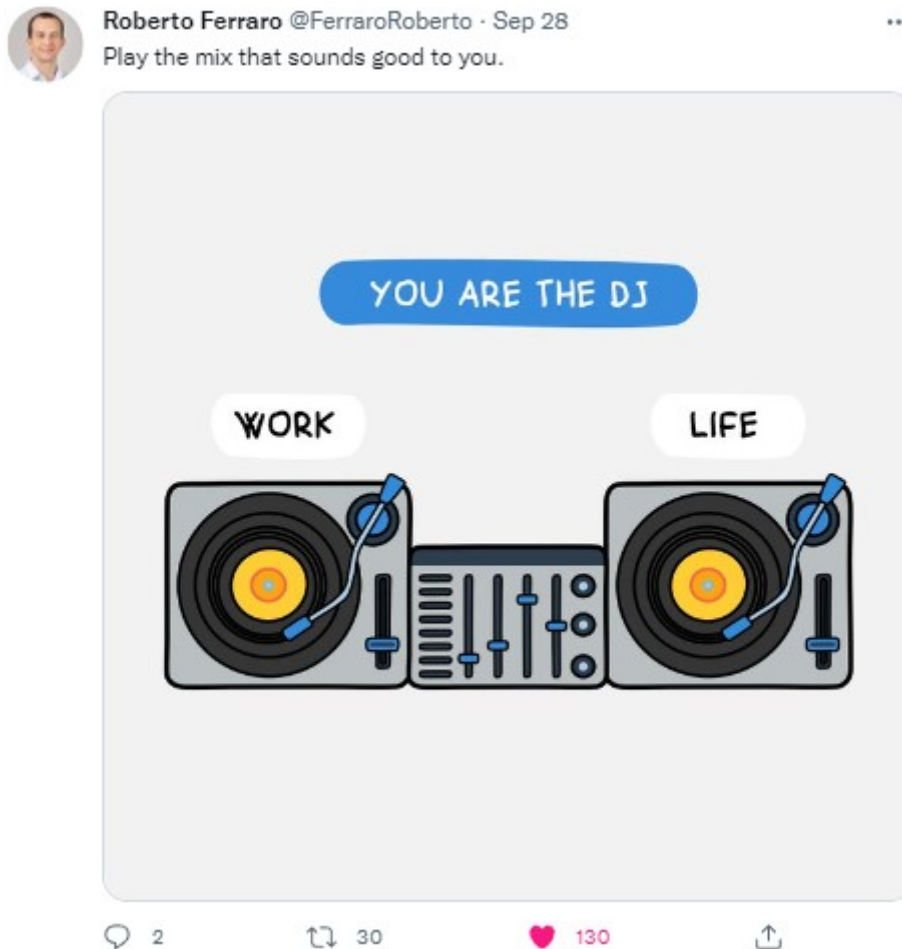 Roberto Ferraro @FerraroRoberto · Sep 28
Play the mix that sounds good to you.
YOU ARE THE DJ
WORK
LIFE
2
30
130